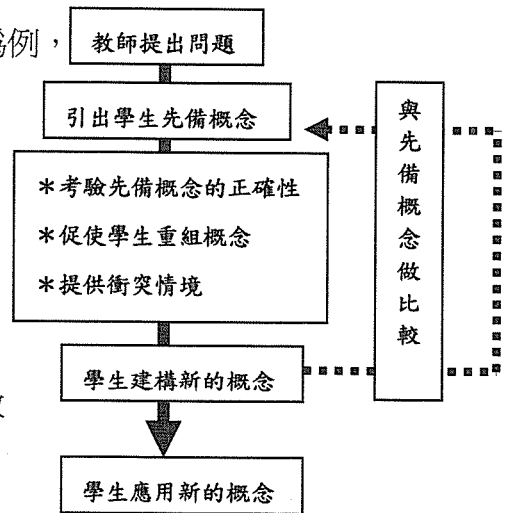 為例，
教師提出問題
引出學生先備概念
＊考驗先備概念的正確性
＊促使學生重組概念
＊提供衝突情境
與先備概念做比較
學生建構新的概念
學生應用新的概念